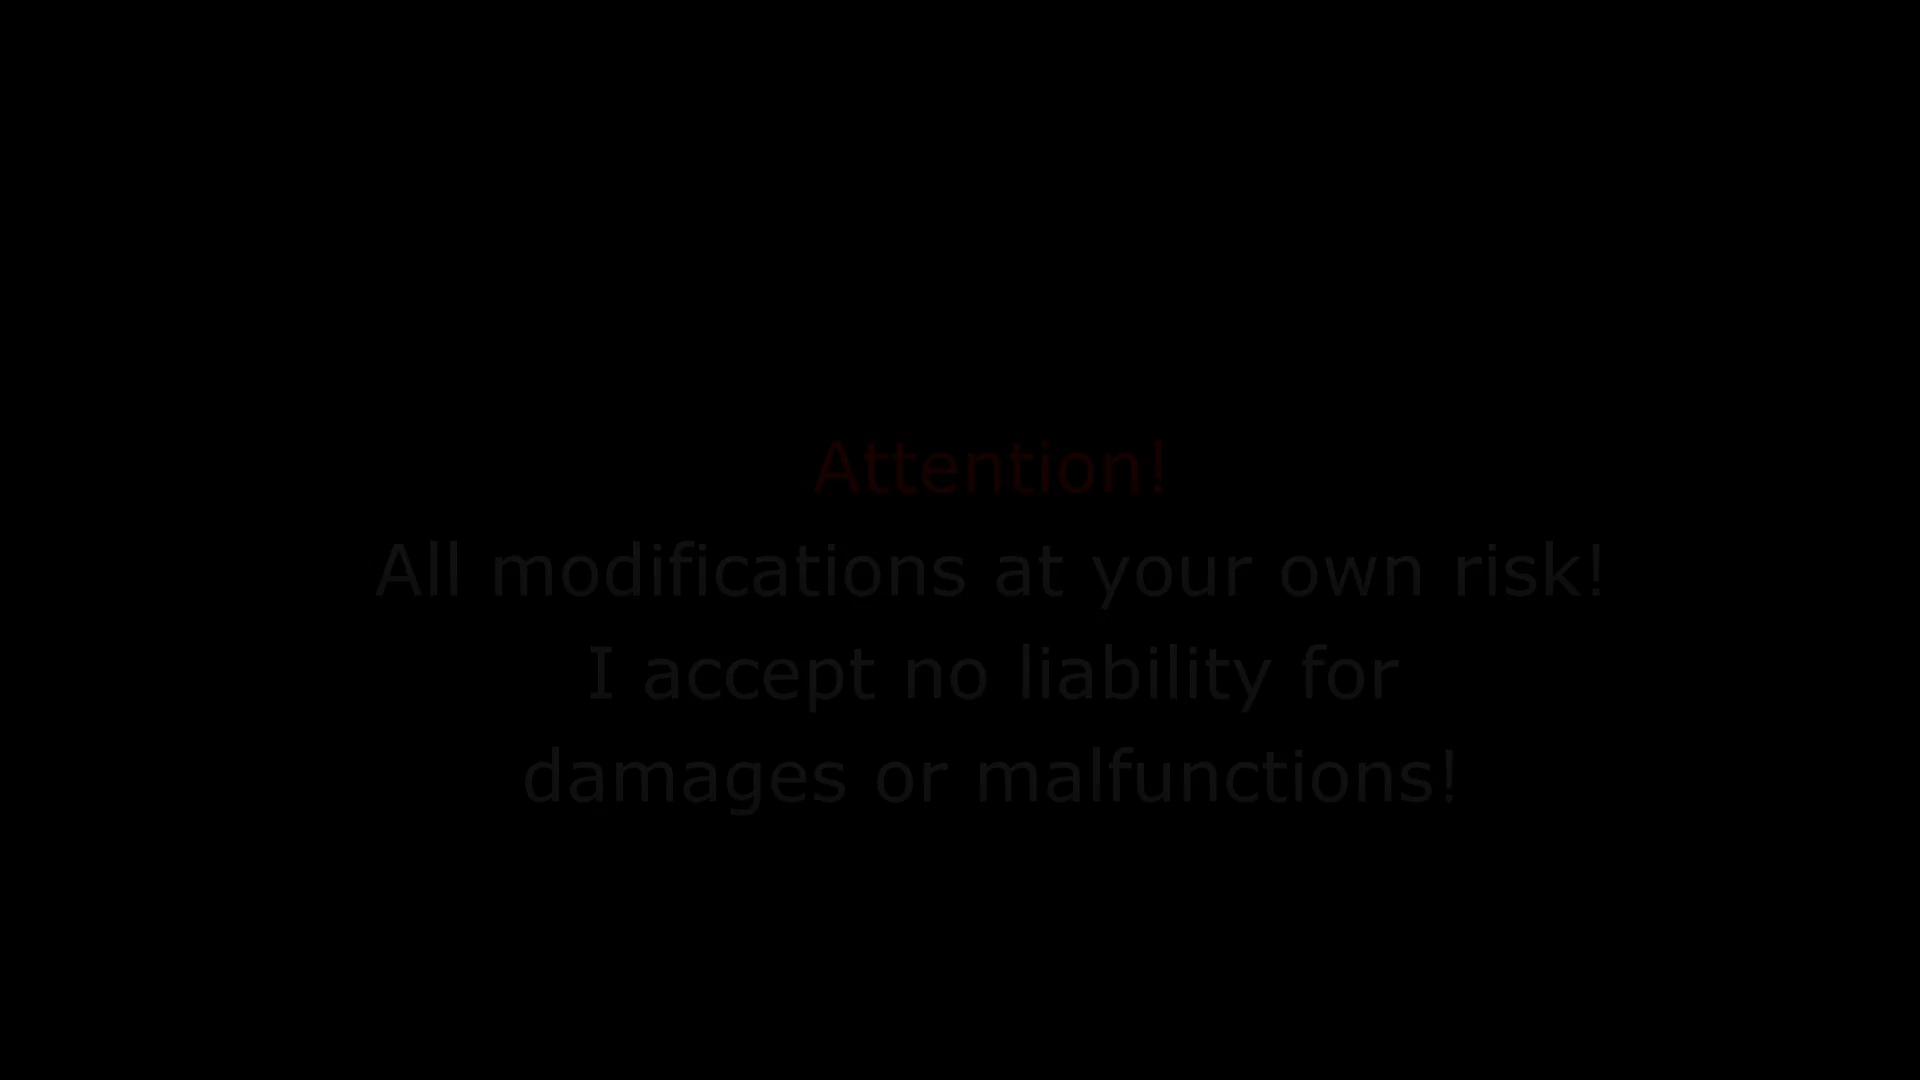 Attention!
All modifications at your own risk!
I accept no liability for
damages or malfunctions!